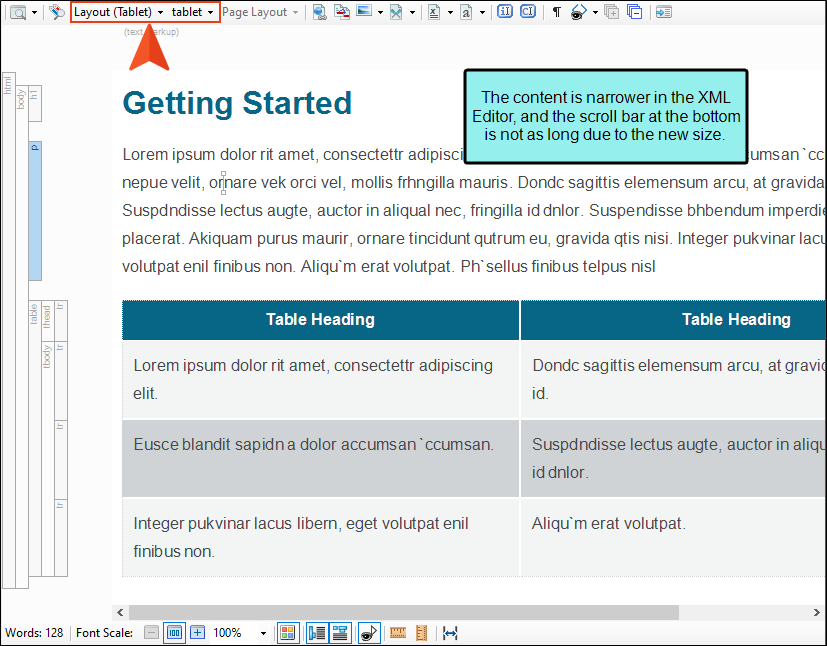 Layout (Tablet) tablet Page Layout
(text markup)
html
body
h1
Getting Started
The content is narrower in the XML
Editor, and the scroll bar at the bottom
is not as long due to the new size.
p
Lorem ipsum dolor rit amet, consectettr adipisci umsan`cc
nepue velit, ornare vek orci vel, mollis frhngilla mauris. Dondc sagittis elemensum arcu, at gravida
Suspdndisse lectus augte, auctor in aliqual nec, fringilla id dnlor. Suspendisse bhbendum imperdie
placerat. Akiquam purus maurir, ornare tincidunt qutrum eu, gravida qtis nisi. Integer pukvinar lacu
volutpat enil finibus non. Aliqu`m erat volutpat. Ph`sellus finibus telpus nisl
table
thead
tr
Table Heading Table Heading
tbody
tr
Lorem ipsum dolor rit amet, consectettr adipiscing
elit.
Dondc sagittis elemensum arcu, at gravid
id.
tr
Eusce blandit sapidn a dolor accumsan`ccumsan.
Suspdndisse lectus augte, auctor in aliqu
id dnlor.
tr
Integer pukvinar lacus libern, eget volutpat enil
finibus non.
Aliqu`m erat volutpat.
Words: 128 Font Scale: 100 100%